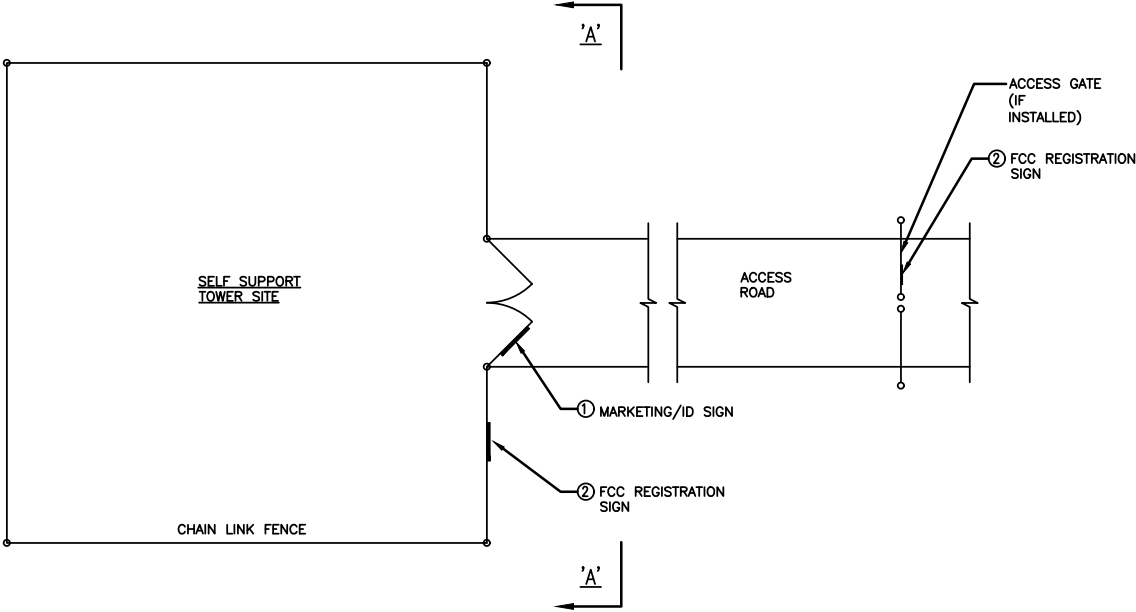 'A'
ACCESS GATE
(IF
INSTALLED)
② FCC REGISTRATION
SIGN
SELF SUPPORT
TOWER SITE
ACCESS
ROAD
① MARKETING/ID SIGN
② FCC REGISTRATION
SIGN
CHAIN LINK FENCE
'A'